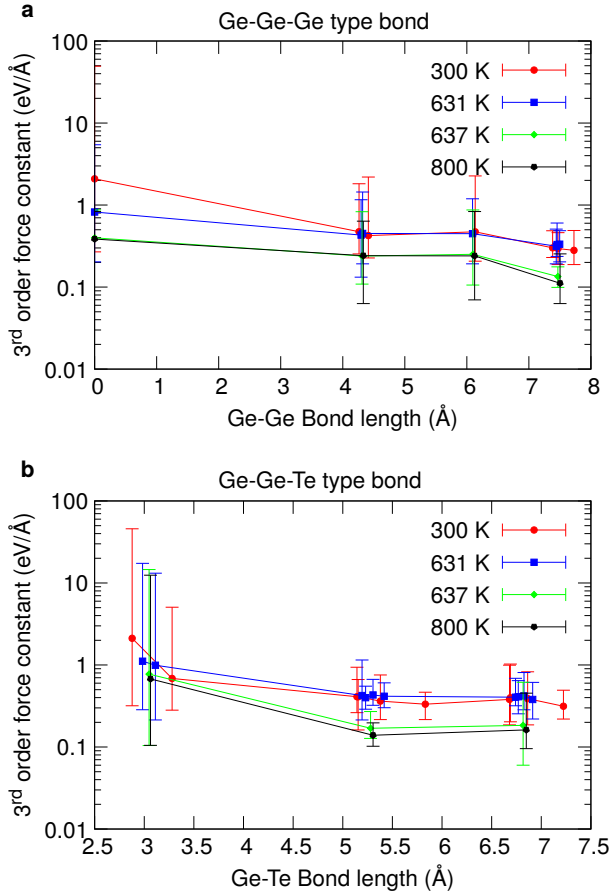 a
Ge-Ge-Ge type bond
3rd order force constant (eV/Å)
100
10
1
0.1
0.01
300 K
631 K
637 K
800 K
0 1 2 3 4 5 6 7 8
Ge-Ge Bond length (Å)
b
Ge-Ge-Te type bond
3rd order force constant (eV/Å)
100
10
1
0.1
0.01
300 K
631 K
637 K
800 K
2.5 3 3.5 4 4.5 5 5.5 6 6.5 7 7.5
Ge-Te Bond length (Å)